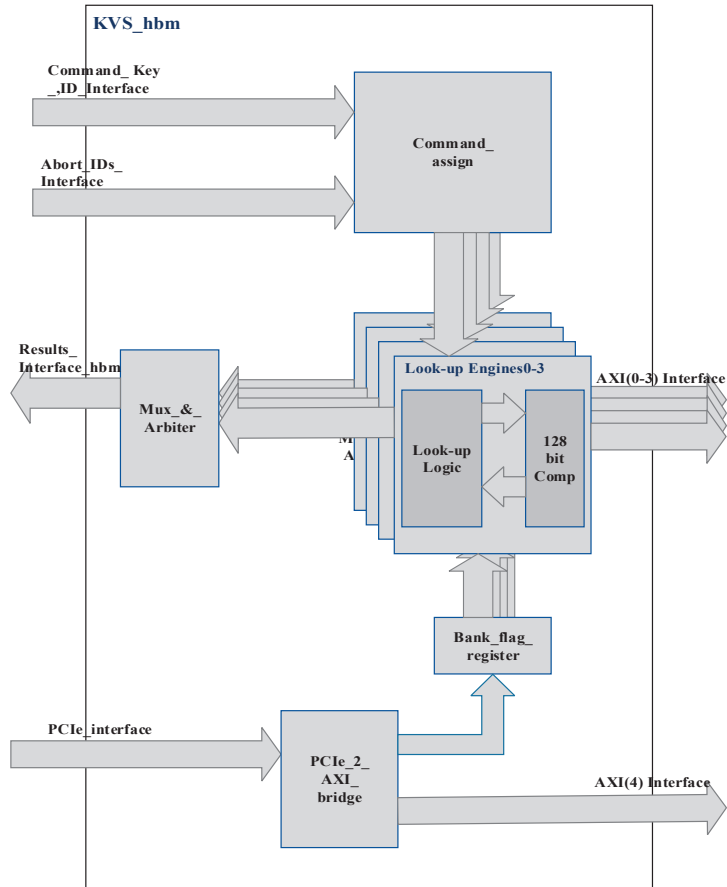 KVS_hbm
Command_ Key
_,ID_Interface
Command_
assign
Abort_IDs_
Interface
Results_
Interface_hbm
Mux_&_
Arbiter
Look-up Engines0-3
AXI(0-3) Interface
M
A
Look-up
Logic
128
bit
Comp
Bank_flag_
register
PCIe_interface
PCIe_2_
AXI_
bridge
AXI(4) Interface